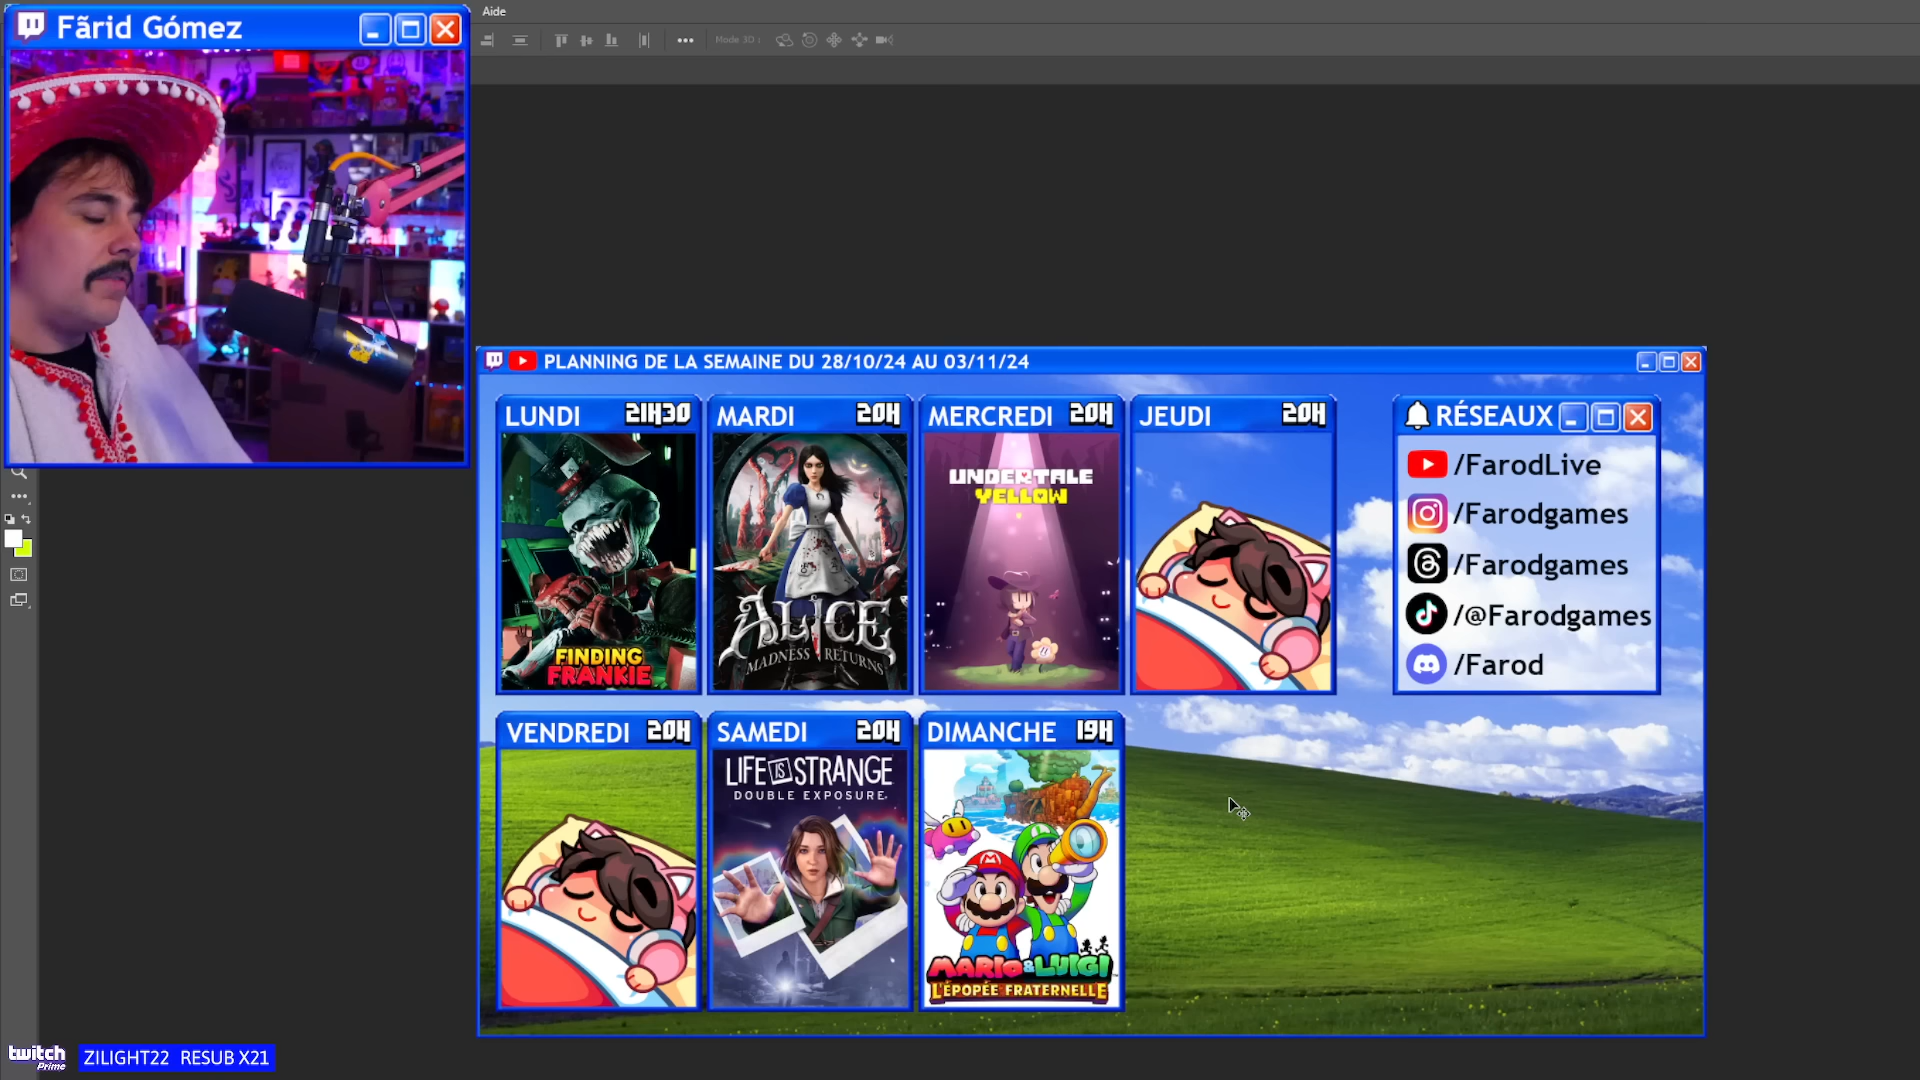 Fãrid Gómez
Aide
Mode 3D :
PLANNING DE LA SEMAINE DU 28/10/24 AU 03/11/24
LUNDI 21H30
FINDING
FRANKIE
MARDI 20H
ALICE
MADNESS RETURNS
MERCREDI 20H
UNDERTALE
YELLOW
JEUDI 20H
RÉSEAUX
/FarodLive
/Farodgames
/Farodgames
/@Farodgames
/Farod
VENDREDI 20H
SAMEDI 20H
LIFE IS STRANGE
DOUBLE EXPOSURE
DIMANCHE 19H
MARIO & LUIGI
L'ÉPOPÉE FRATERNELLE
twitch
Prime
ZILIGHT22 RESUB X21